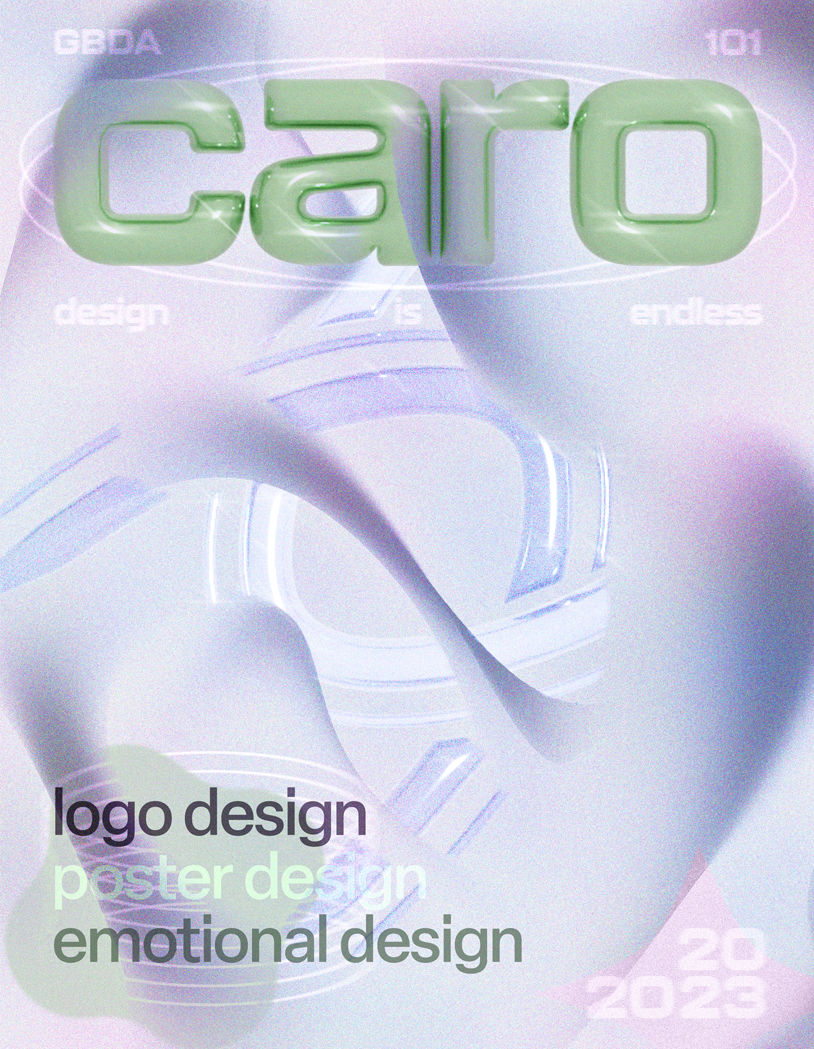 GBDA 101
caro
design is endless
logo design
poster design
emotional design
20
2023